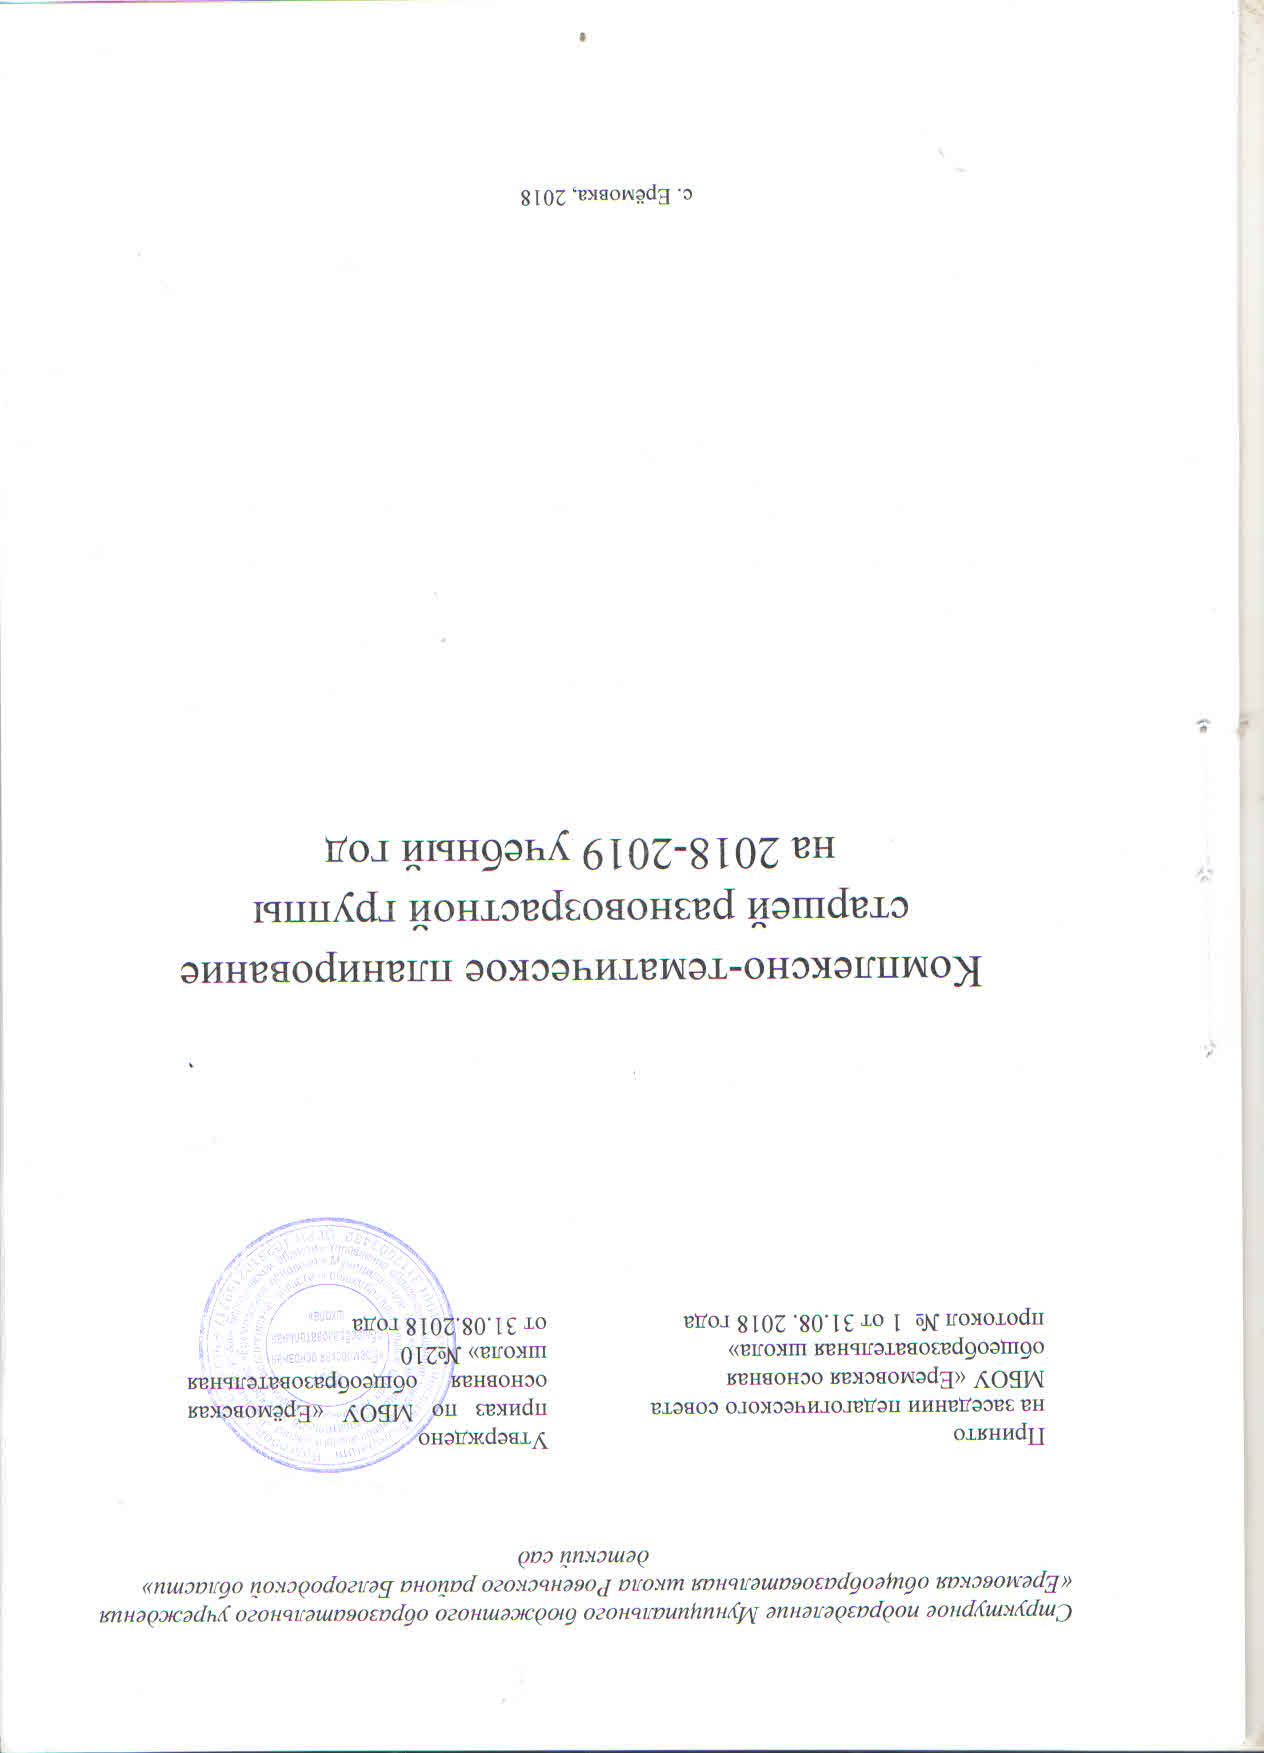 Структурное подразделение Муниципального бюджетного образовательного учреждения
«Ерёмовская общеобразовательная школа Ровеньского района Белгородской области»
детский сад
Принято
на заседании педагогического совета
МБОУ «Ерёмовская основная
общеобразовательная школа»
протокол № 1 от 31.08. 2018 года
Утверждено
приказ по МБОУ «Ерёмовская
основная общеобразовательная
школа» №210
от 31.08.2018 года
Комплексно-тематическое планирование
старшей разновозрастной группы
на 2018-2019 учебный год
с. Ерёмовка, 2018